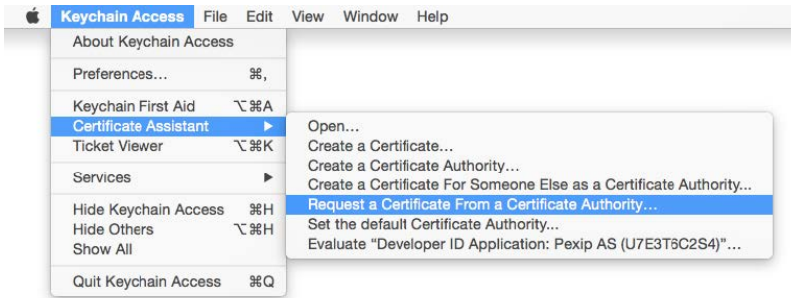 Keychain Access File Edit View Window Help
About Keychain Access
Preferences... ⌘,
Keychain First Aid ⌥⌘A
Certificate Assistant ▶
Ticket Viewer ⌥⌘K
Services ▶
Hide Keychain Access ⌘H
Hide Others ⌥⌘H
Show All
Quit Keychain Access ⌘Q
Open...
Create a Certificate...
Create a Certificate Authority...
Create a Certificate For Someone Else as a Certificate Authority...
Request a Certificate From a Certificate Authority...
Set the default Certificate Authority...
Evaluate “Developer ID Application: Pexip AS (U7E3T6C2S4)”...